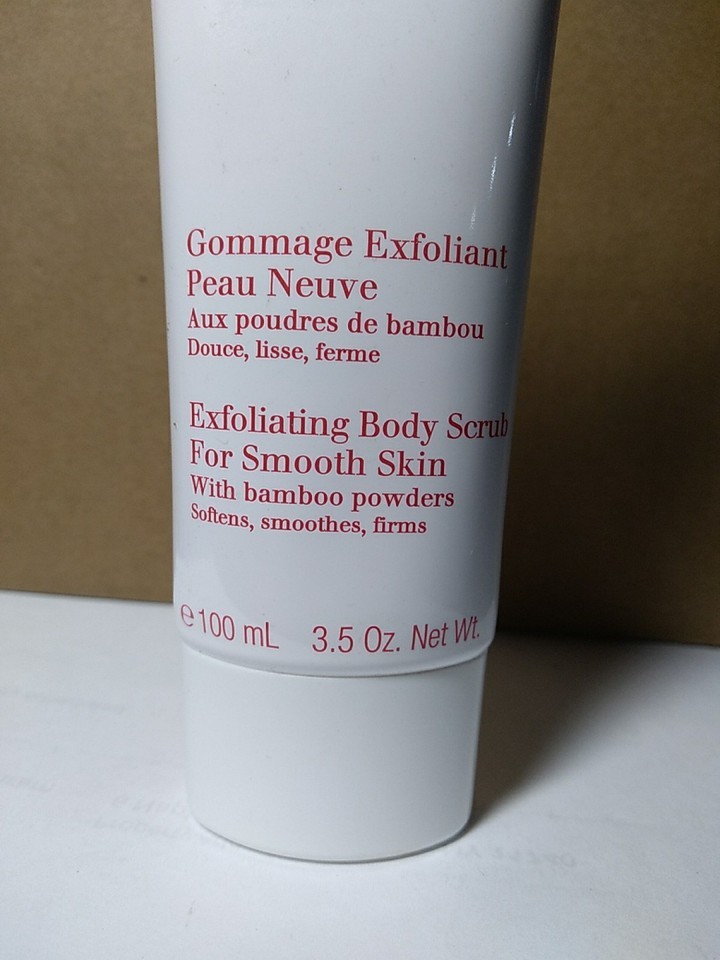 Gommage Exfoliant
Peau Neuve
Aux poudres de bambou
Douce, lisse, ferme
Exfoliating Body Scrub
For Smooth Skin
With bamboo powders
Softens, smoothes, firms
℮100 mL 3.5 Oz. Net Wt.